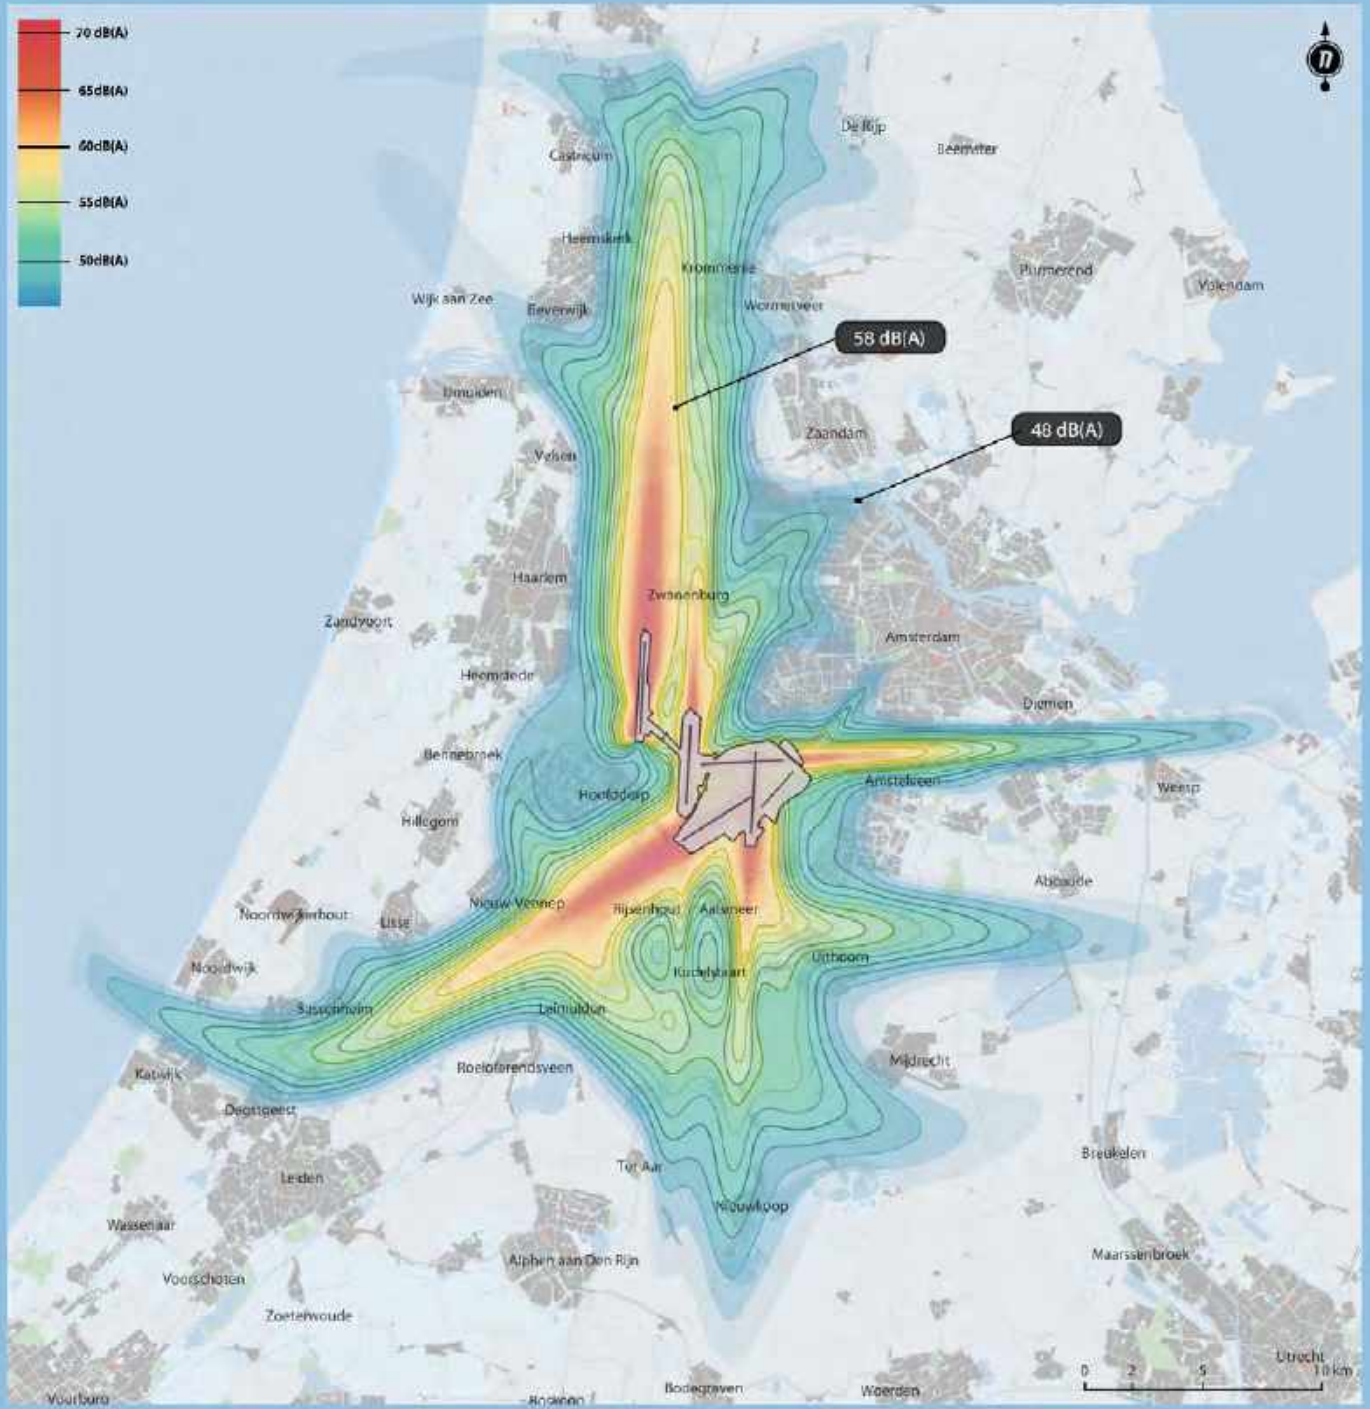 70 dB(A)
65dB(A)
60dB(A)
55dB(A)
50dB(A)
n
De Rijp
Beemster
Castricum
Heemskerk
Krommenie
Purmerend
Volendam
Wijk aan Zee
Beverwijk
Wormerveer
58 dB(A)
IJmuiden
Zaandam
48 dB(A)
Velsen
Haarlem
Zwanenburg
Zandvoort
Amsterdam
Heemstede
Diemen
Bennebroek
Hoofddorp
Amstelveen
Weesp
Hillegom
Abcoude
Nieuw-Vennep
Rijsenhout
Aalsmeer
Noordwijkerhout
Lisse
Uithoorn
Noordwijk
Kudelstaart
Sassenheim
Leimuiden
Mijdrecht
Katwijk
Roelofarendsveen
Oegstgeest
Breukelen
Ter Aar
Leiden
Nieuwkoop
Wassenaar
Maarssenbroek
Alphen aan Den Rijn
Voorschoten
Zoeterwoude
Utrecht
0 2 5 10 km
Bodegraven
Woerden
Voorburg
Boskoop